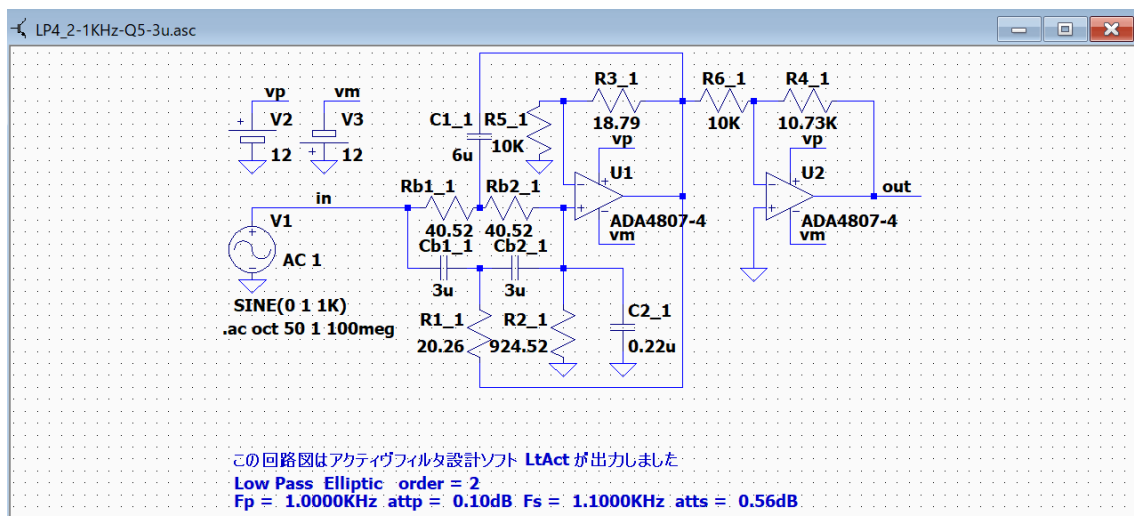 LP4_2-1KHz-Q5-3u.asc
vp
V2
12
vm
V3
12
in
V1
AC 1
SINE(0 1 1K)
.ac oct 50 1 100meg
C1_1
6u
R5_1
10K
R3_1
18.79
Rb1_1
40.52
Rb2_1
40.52
Cb1_1
3u
Cb2_1
3u
R1_1
20.26
R2_1
924.52
C2_1
0.22u
vp
U1
ADA4807-4
vm
R6_1
10K
R4_1
10.73K
vp
U2
ADA4807-4
vm
out
この回路図はアクティヴフィルタ設計ソフト LtAct が出力しました
Low Pass Elliptic order = 2
Fp = 1.0000KHz attp = 0.10dB Fs = 1.1000KHz atts = 0.56dB